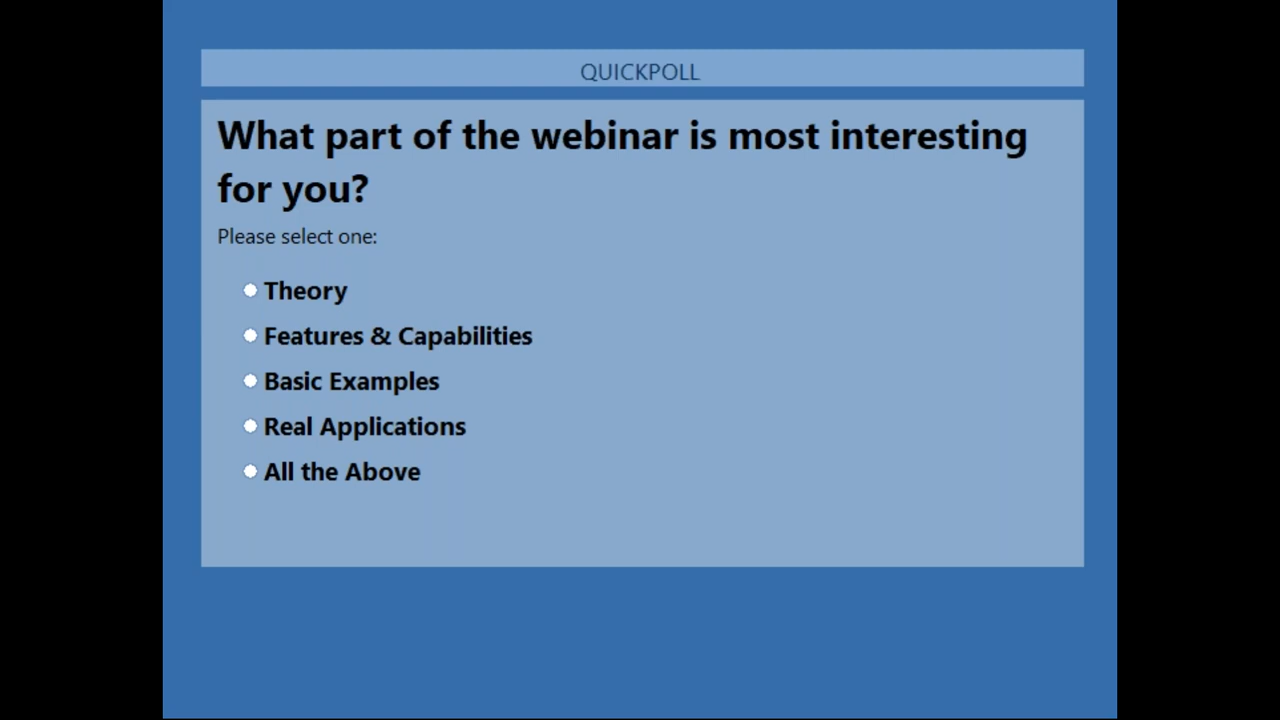 QUICKPOLL
What part of the webinar is most interesting
for you?
Please select one:
Theory
Features & Capabilities
Basic Examples
Real Applications
All the Above